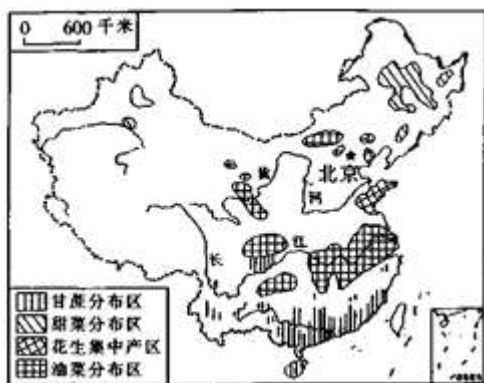 0 600 千米
北京
黄
河
长
江
甘蔗分布区
甜菜分布区
花生集中产区
油菜分布区